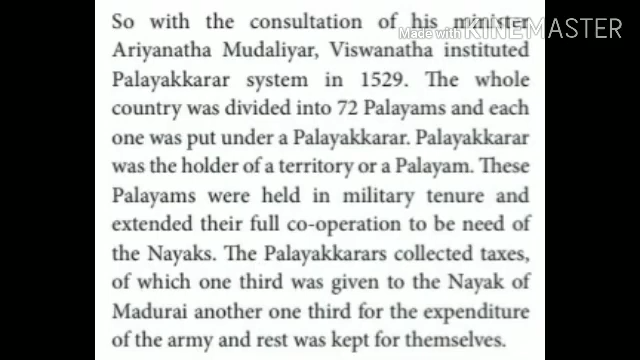 So with the consultation of his minister
Made with KINEMASTER
Ariyanatha Mudaliyar, Viswanatha instituted
Palayakkarar system in 1529. The whole
country was divided into 72 Palayams and each
one was put under a Palayakkarar. Palayakkarar
was the holder of a territory or a Palayam. These
Palayams were held in military tenure and
extended their full co-operation to be need of
the Nayaks. The Palayakkarars collected taxes,
of which one third was given to the Nayak of
Madurai another one third for the expenditure
of the army and rest was kept for themselves.